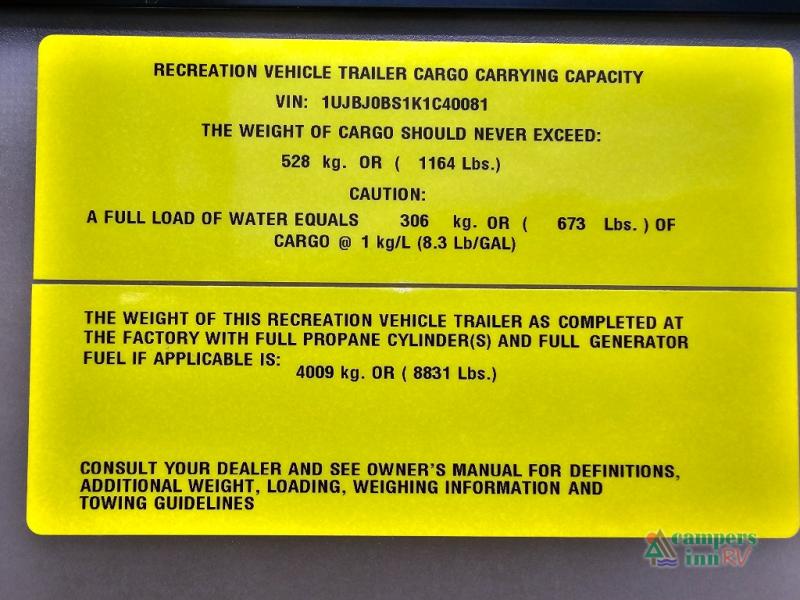 RECREATION VEHICLE TRAILER CARGO CARRYING CAPACITY
VIN: 1UJBJ0BS1K1C40081
THE WEIGHT OF CARGO SHOULD NEVER EXCEED:
528 kg. OR ( 1164 Lbs.)
CAUTION:
A FULL LOAD OF WATER EQUALS 306 kg. OR ( 673 Lbs. ) OF
CARGO @ 1 kg/L (8.3 Lb/GAL)
THE WEIGHT OF THIS RECREATION VEHICLE TRAILER AS COMPLETED AT
THE FACTORY WITH FULL PROPANE CYLINDER(S) AND FULL GENERATOR
FUEL IF APPLICABLE IS:
4009 kg. OR ( 8831 Lbs.)
CONSULT YOUR DEALER AND SEE OWNER'S MANUAL FOR DEFINITIONS,
ADDITIONAL WEIGHT, LOADING, WEIGHING INFORMATION AND
TOWING GUIDELINES
campers
inn RV